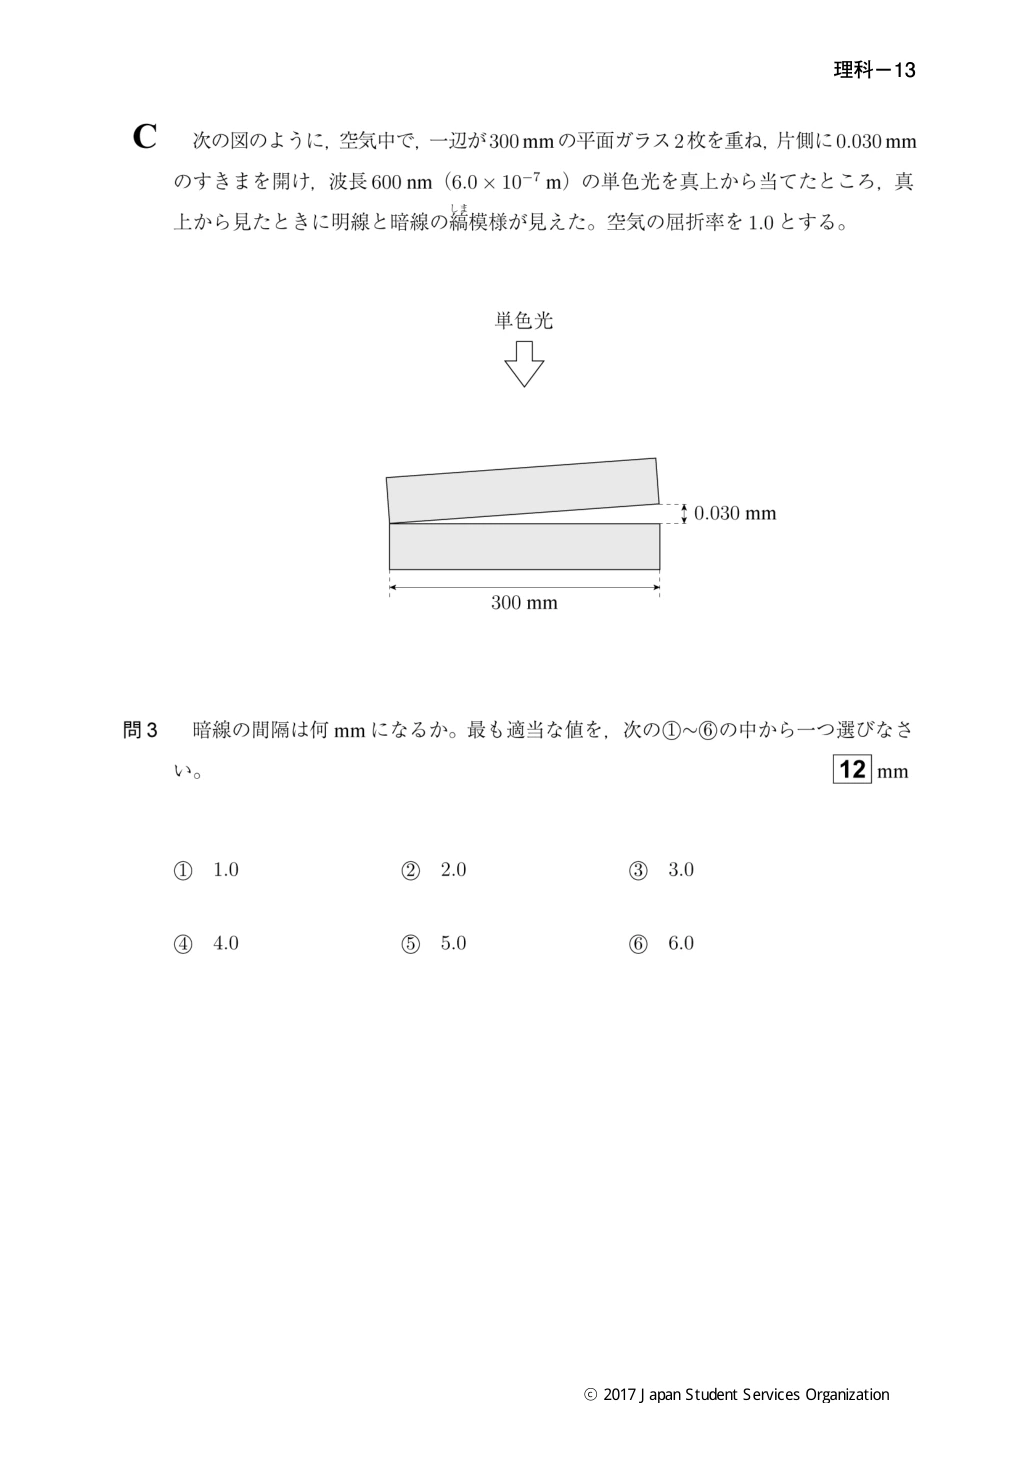 理科－13
C 次の図のように，空気中で，一辺が300 mmの平面ガラス2枚を重ね，片側に0.030 mm
のすきまを開け，波長600 nm（6.0 × 10⁻⁷ m）の単色光を真上から当てたところ，真
しま
上から見たときに明線と暗線の縞模様が見えた。空気の屈折率を1.0とする。
単色光
0.030 mm
300 mm
問3 暗線の間隔は何mmになるか。最も適当な値を，次の①～⑥の中から一つ選びなさ
い。 12 mm
① 1.0 ② 2.0 ③ 3.0
④ 4.0 ⑤ 5.0 ⑥ 6.0
© 2017 Japan Student Services Organization